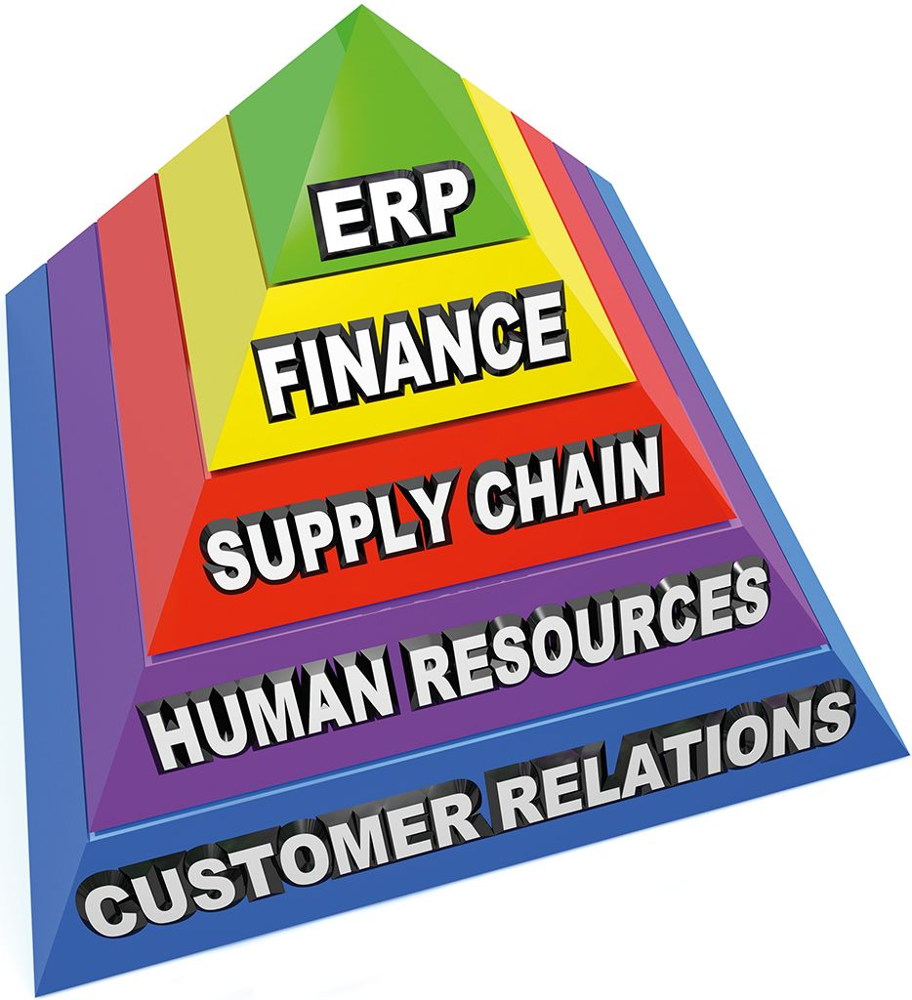 ERP
FINANCE
SUPPLY CHAIN
HUMAN RESOURCES
CUSTOMER RELATIONS